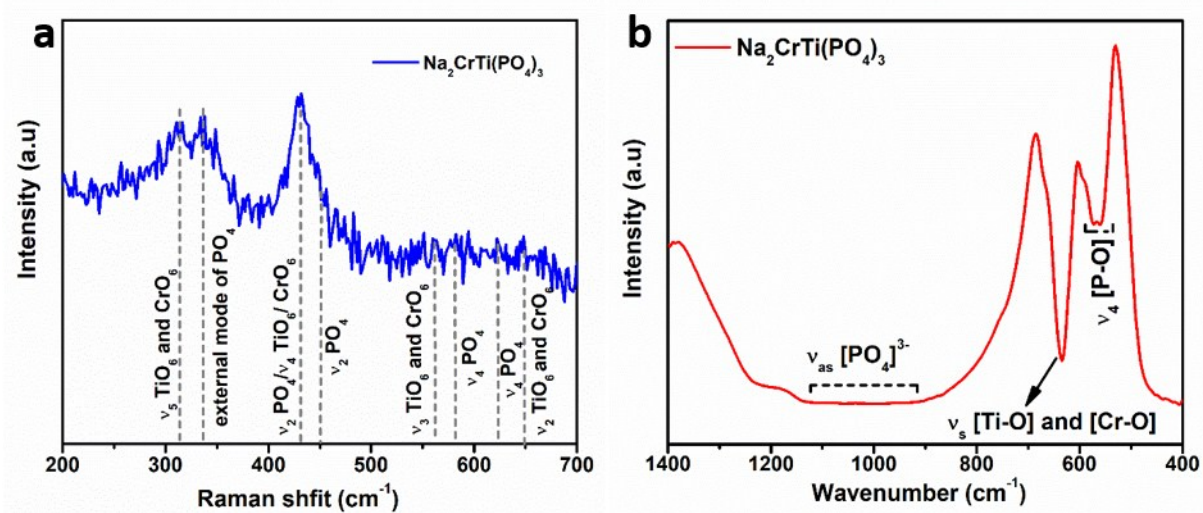 a
Na₂CrTi(PO₄)₃
Intensity (a.u)
ν₅ TiO₆ and CrO₆
external mode of PO₄
ν₂ PO₄/ν₄ TiO₆/ CrO₆
ν₂ PO₄
ν₃ TiO₆ and CrO₆
ν₄ PO₄
ν₄ PO₄
ν₂ TiO₆ and CrO₆
200 300 400 500 600 700
Raman shfit (cm⁻¹)
b
Na₂CrTi(PO₄)₃
Intensity (a.u)
ν₄ [P-O]
νₐₛ [PO₄]³⁻
νₛ [Ti-O] and [Cr-O]
1400 1200 1000 800 600 400
Wavenumber (cm⁻¹)